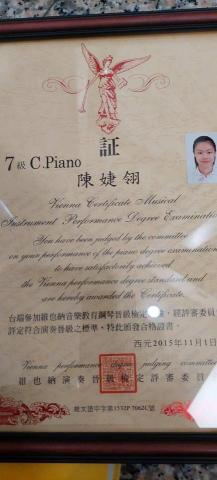 証
7級 C.Piano
陳婕翎
Vienna Certificate Musical
Instrument Performance Degree Examination
You have been judged by the committee
on your performance of the piano degree examination
to have satisfactorily achieved
the Vienna performance degree standard and
are hereby awarded the Certificate.
台端參加維也納音樂教育鋼琴晉級檢定 經評審委員
評定符合演奏晉級之標準，特此頒發合格證書。
西元2015年11月1日
Vienna performance degree judging committee
維也納演奏晉級檢定評審委員